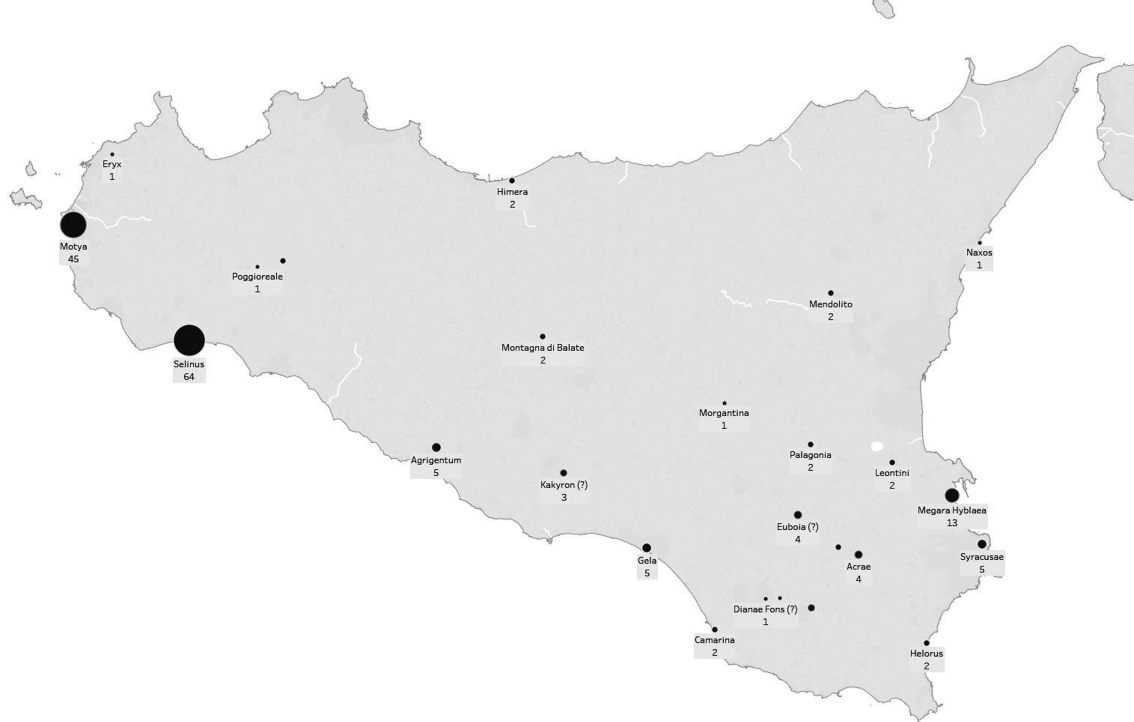 Eryx
1
Himera
2
Motya
45
Naxos
1
Poggioreale
1
Mendolito
2
Montagna di Balate
2
Selinus
64
Morgantina
1
Agrigentum
5
Palagonia
2
Leontini
2
Kakyron (?)
3
Megara Hyblaea
13
Euboia (?)
4
Syracusae
5
Gela
5
Acrae
4
Dianae Fons (?)
1
Camarina
2
Helorus
2